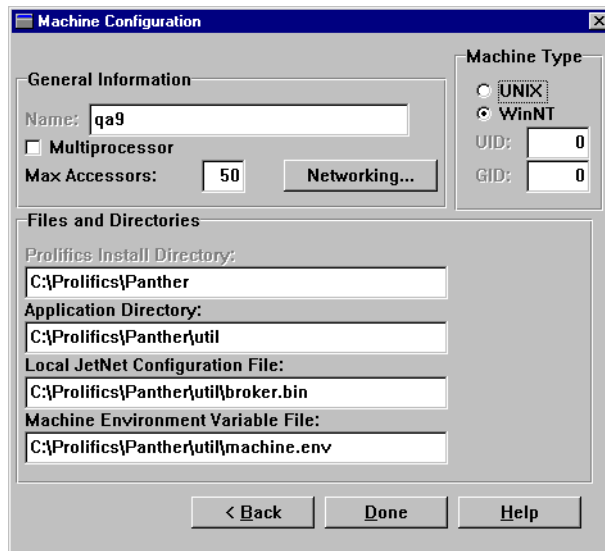 Machine Configuration
Machine Type
General Information
UNIX
Name: qa9
WinNT
Multiprocessor
UID: 0
Max Accessors: 50 Networking...
GID: 0
Files and Directories
Prolifics Install Directory:
C:\Prolifics\Panther
Application Directory:
C:\Prolifics\Panther\util
Local JetNet Configuration File:
C:\Prolifics\Panther\util\broker.bin
Machine Environment Variable File:
C:\Prolifics\Panther\util\machine.env
< Back Done Help